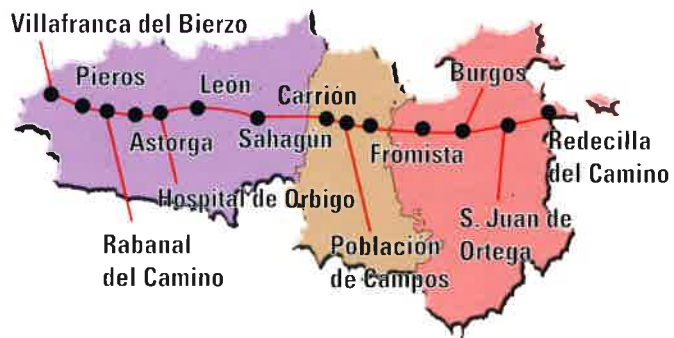 Villafranca del Bierzo
Pieros
León
Carrión
Burgos
Astorga
Sahagún
Fromista
Redecilla
del Camino
Hospital de Orbigo
Rabanal
del Camino
Población
de Campos
S. Juan de
Ortega